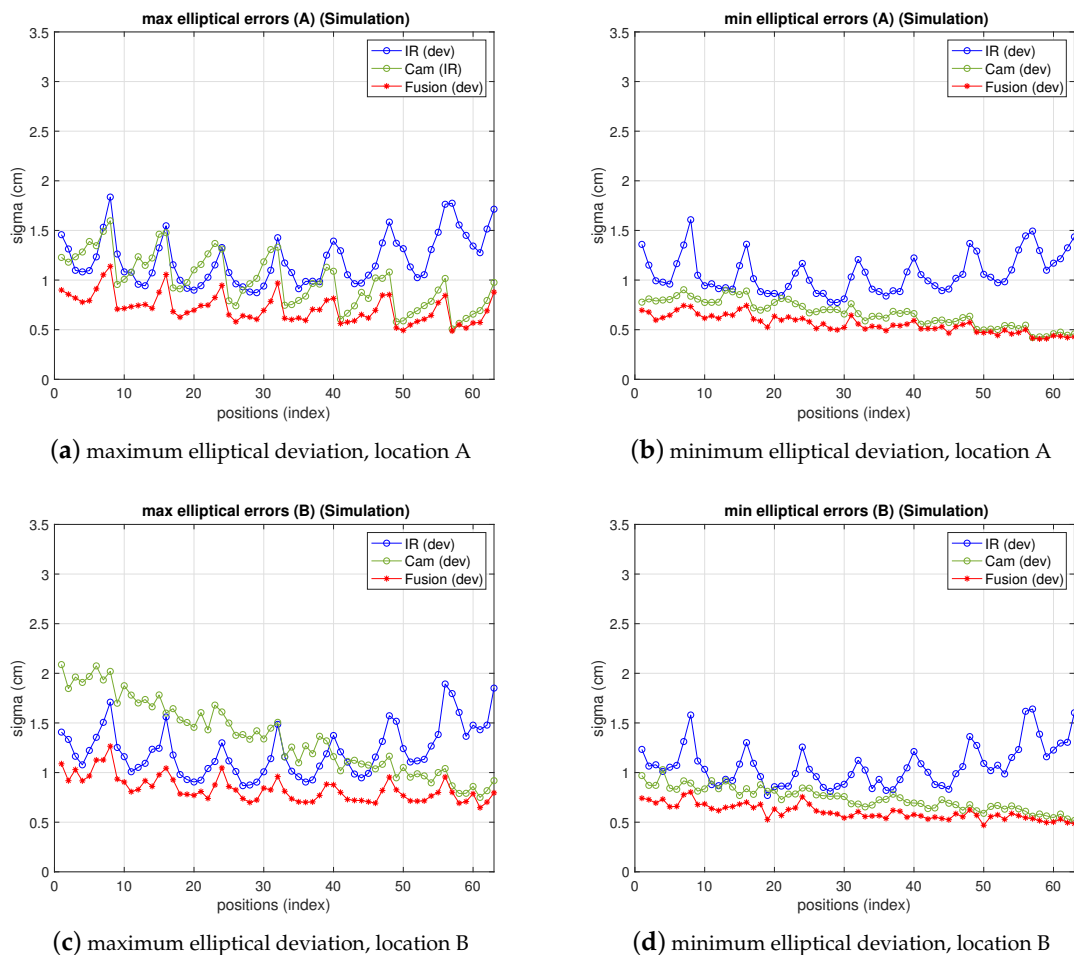 max elliptical errors (A) (Simulation)
3.5
3
2.5
2
1.5
1
0.5
0
sigma (cm)
IR (dev)
Cam (IR)
Fusion (dev)
0 10 20 30 40 50 60
positions (index)
(a) maximum elliptical deviation, location A
min elliptical errors (A) (Simulation)
3.5
3
2.5
2
1.5
1
0.5
0
sigma (cm)
IR (dev)
Cam (dev)
Fusion (dev)
0 10 20 30 40 50 60
positions (index)
(b) minimum elliptical deviation, location A
max elliptical errors (B) (Simulation)
3.5
3
2.5
2
1.5
1
0.5
0
sigma (cm)
IR (dev)
Cam (dev)
Fusion (dev)
0 10 20 30 40 50 60
positions (index)
(c) maximum elliptical deviation, location B
min elliptical errors (B) (Simulation)
3.5
3
2.5
2
1.5
1
0.5
0
sigma (cm)
IR (dev)
Cam (dev)
Fusion (dev)
0 10 20 30 40 50 60
positions (index)
(d) minimum elliptical deviation, location B